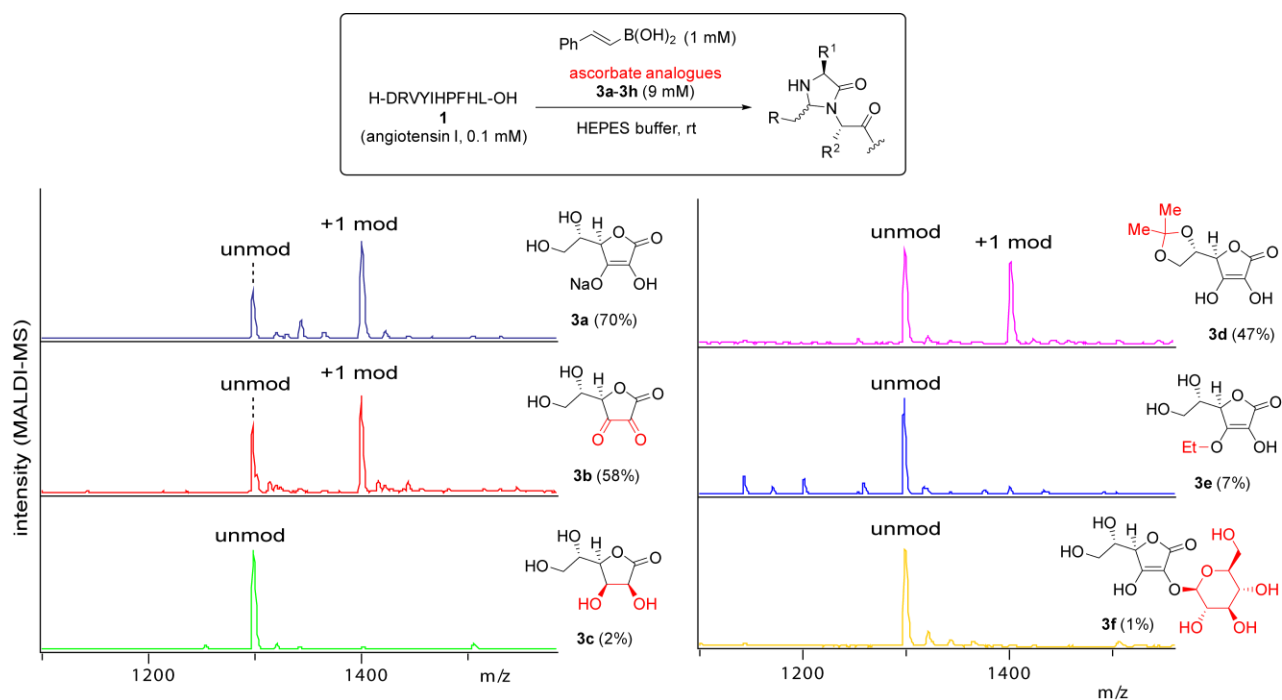 Ph B(OH)₂ (1 mM)
ascorbate analogues
3a-3h (9 mM)
H-DRVYIHPFHL-OH
1
(angiotensin I, 0.1 mM)
HEPES buffer, rt
R¹
HN O
N O
R
R²
intensity (MALDI-MS)
unmod
+1 mod
HO H O O
HO
NaO OH
3a (70%)
unmod
+1 mod
HO H O O
HO
O O
3b (58%)
unmod
HO H O O
HO
HO OH
3c (2%)
1200 1400 m/z
unmod
+1 mod
Me
Me O H O O
O
HO OH
3d (47%)
unmod
HO H O O
HO
Et O OH
3e (7%)
unmod
HO H O O HO
HO
HO O O OH
HO OH
3f (1%)
1200 1400 m/z